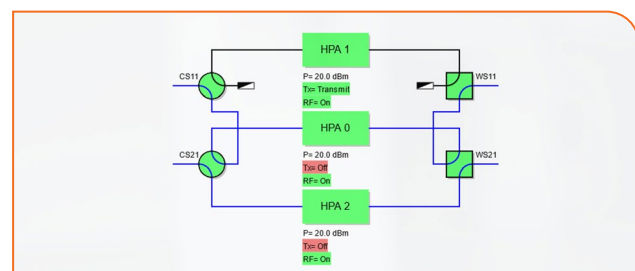 HPA 1
CS11
WS11
P= 20.0 dBm
Tx= Transmit
RF= On
HPA 0
CS21
WS21
P= 20.0 dBm
Tx= Off
RF= On
HPA 2
P= 20.0 dBm
Tx= Off
RF= On